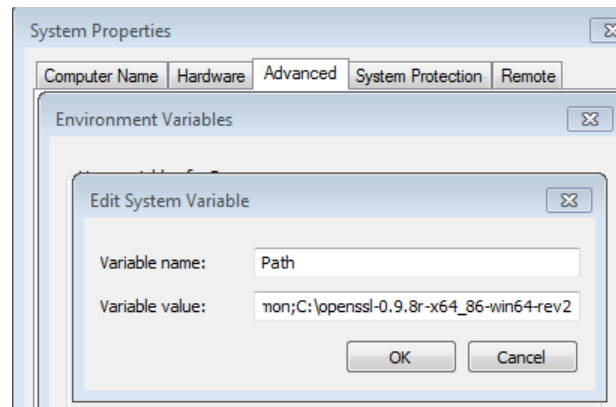 System Properties
Computer Name Hardware Advanced System Protection Remote
Environment Variables
Edit System Variable
Variable name: Path
Variable value: mon;C:\openssl-0.9.8r-x64_86-win64-rev2
OK Cancel